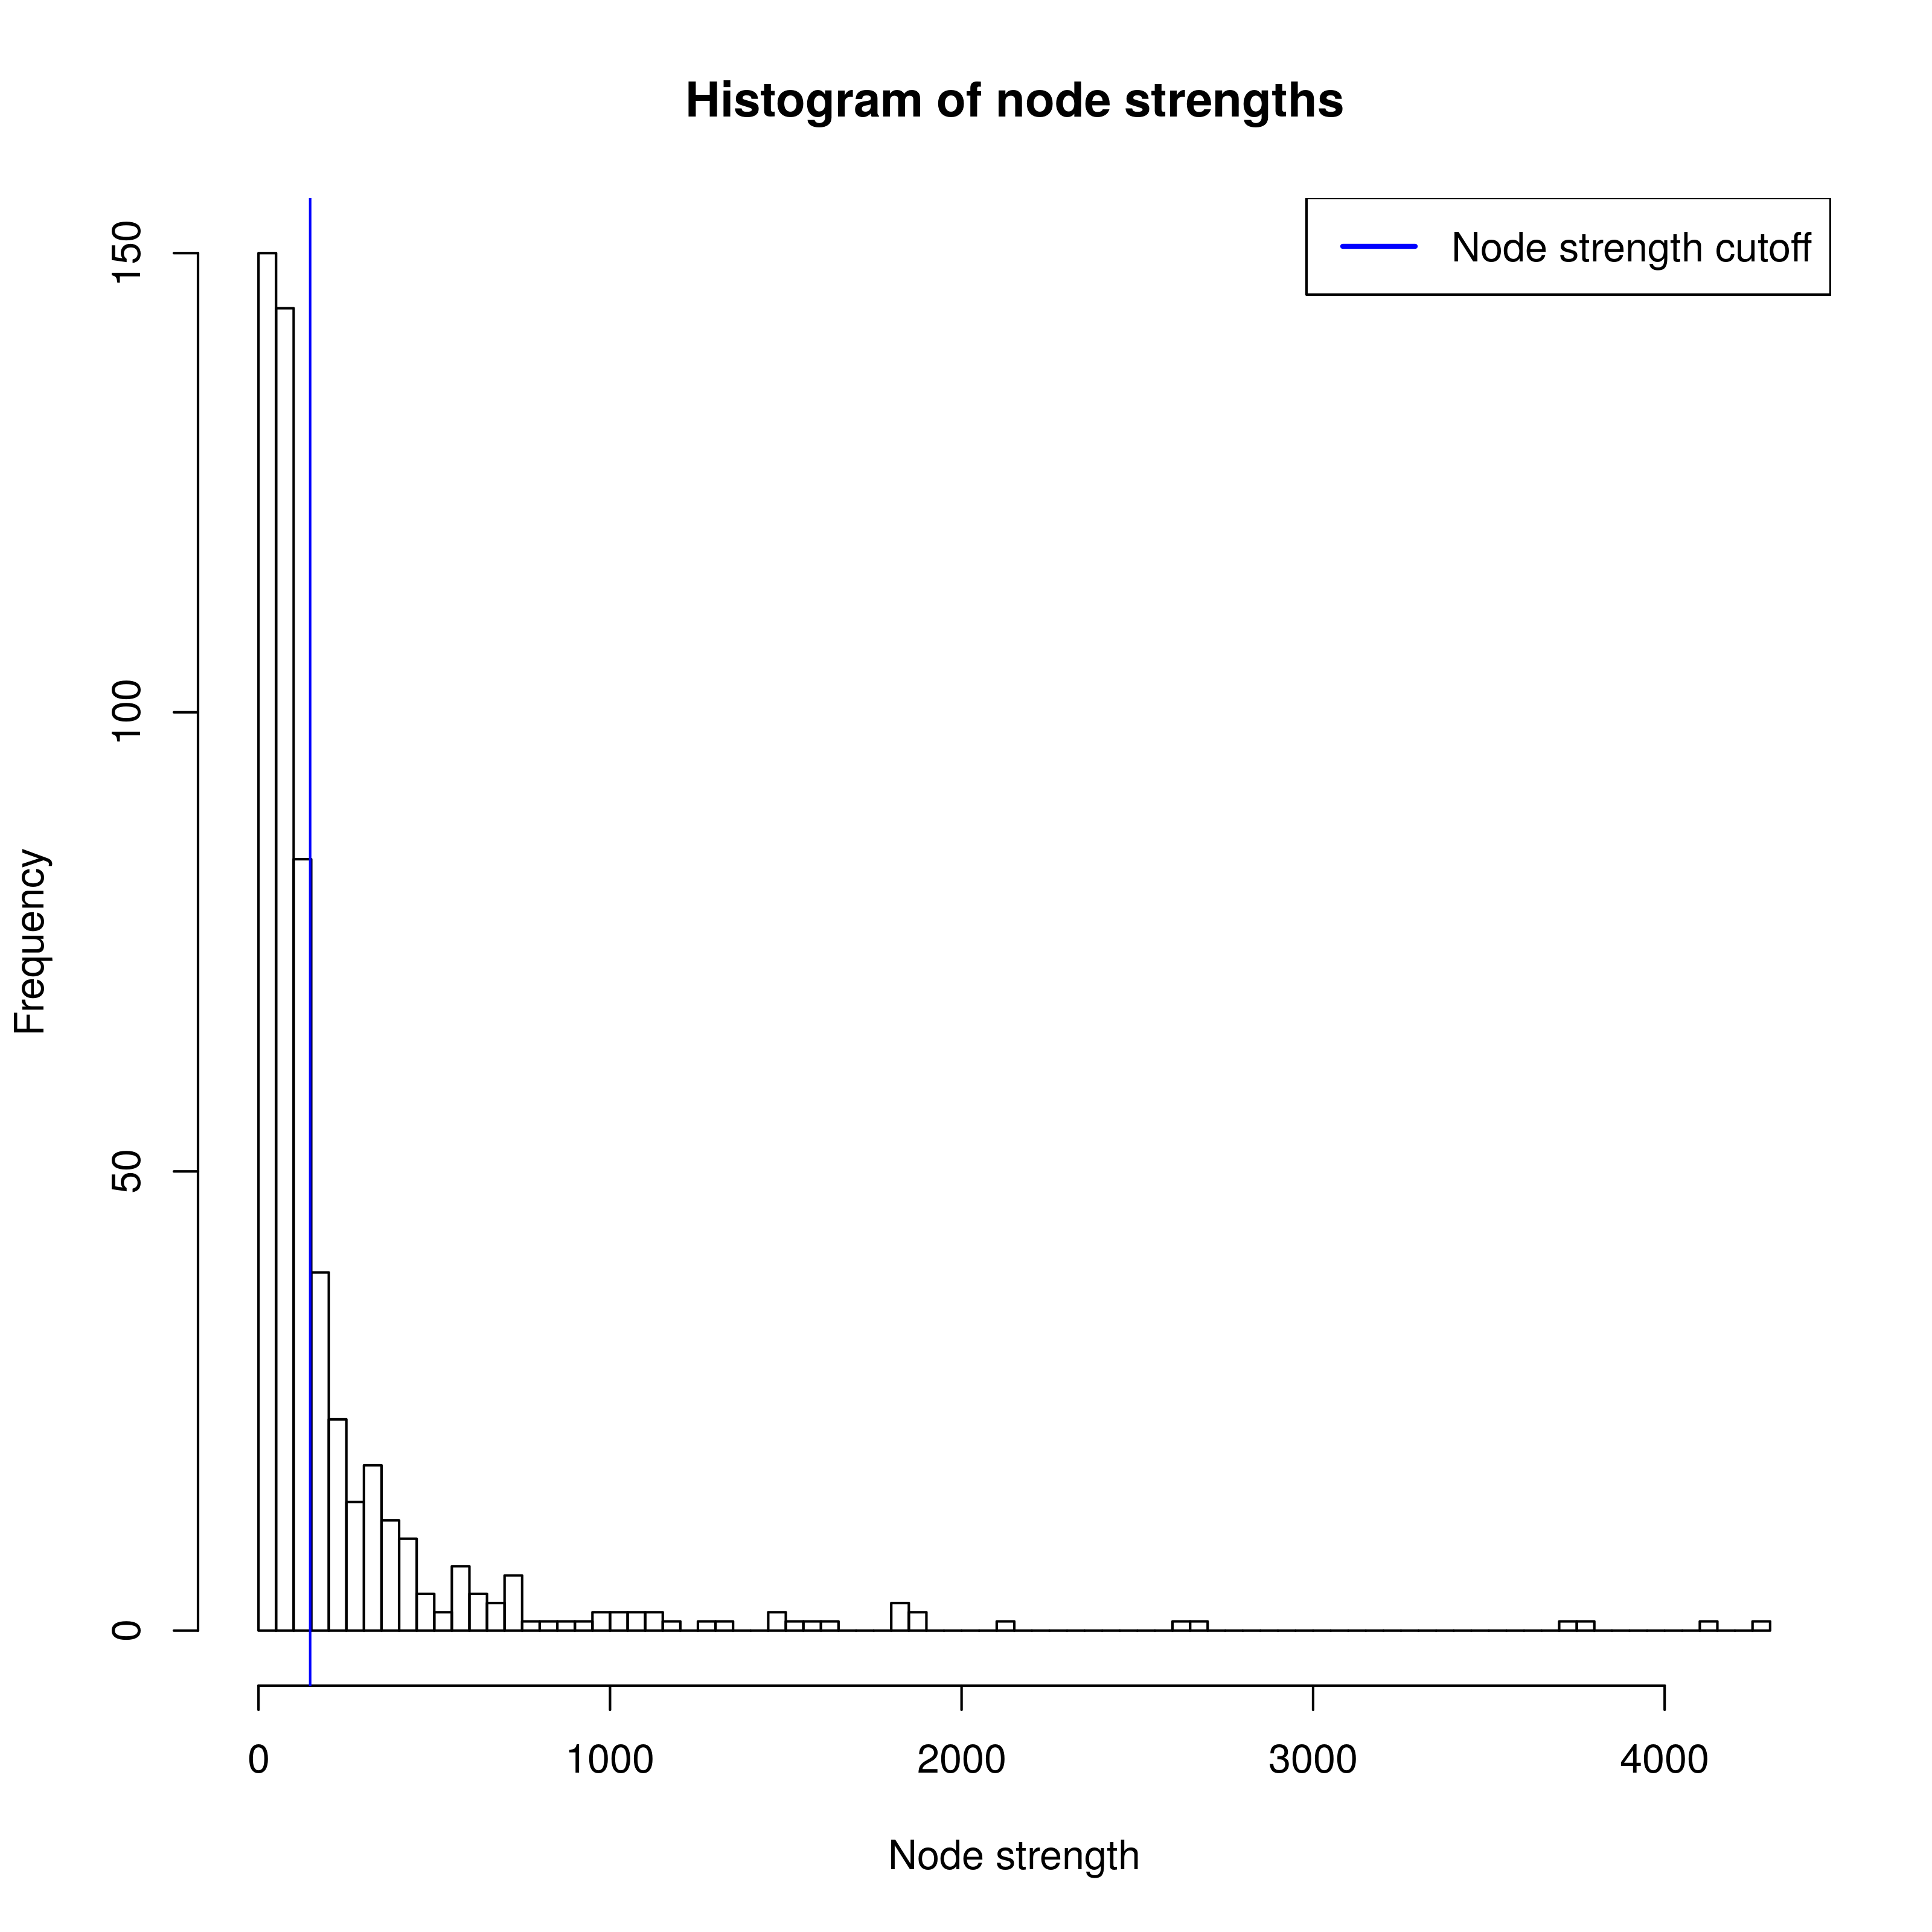 Histogram of node strengths
Node strength cutoff
150
100
50
0
Frequency
0 1000 2000 3000 4000
Node strength